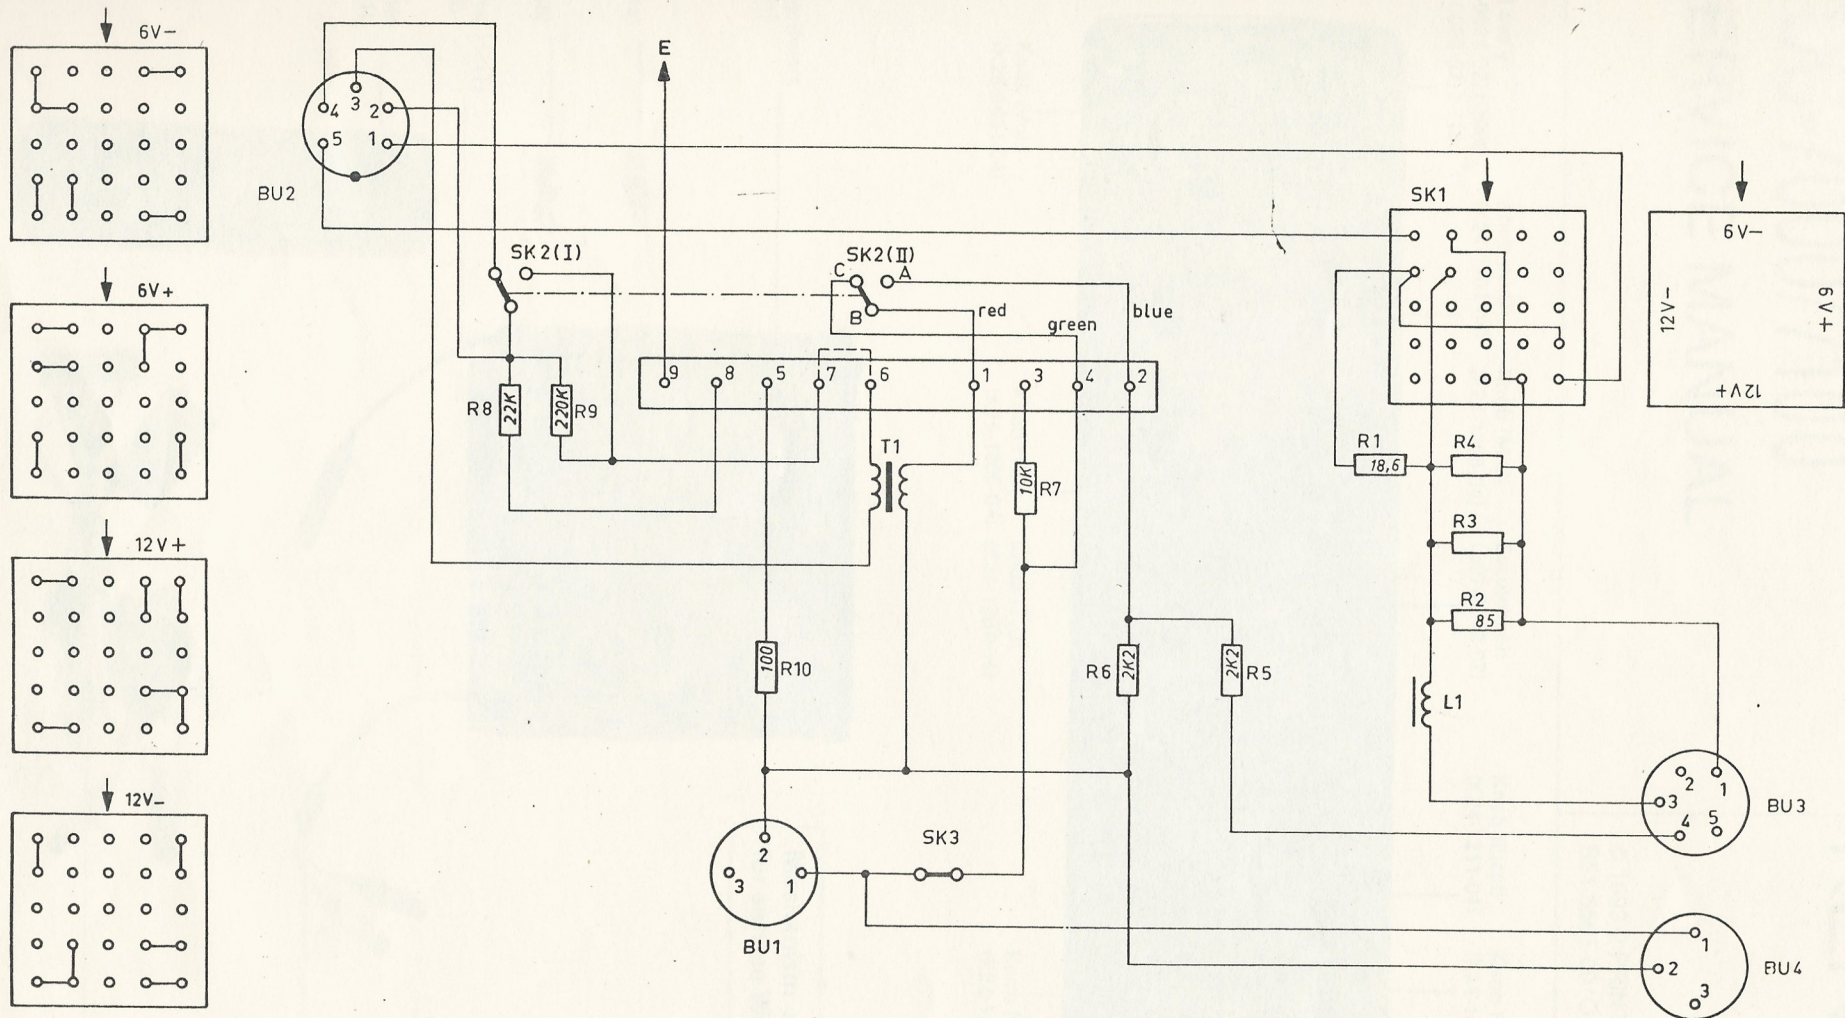 6V-
6V+
12V+
12V-
BU2
4
3
2
5
1
E
SK2(I)
SK2(II)
C
A
B
red
green
blue
9
8
5
7
6
1
3
4
2
R8
22K
220K
R9
T1
10K
R7
100
R10
R6
2K2
2K2
R5
SK1
6V-
6V+
12V-
12V+
R1
18,6
R4
R3
R2
85
L1
2
1
3
4
5
BU3
2
3
1
BU1
SK3
1
2
3
BU4